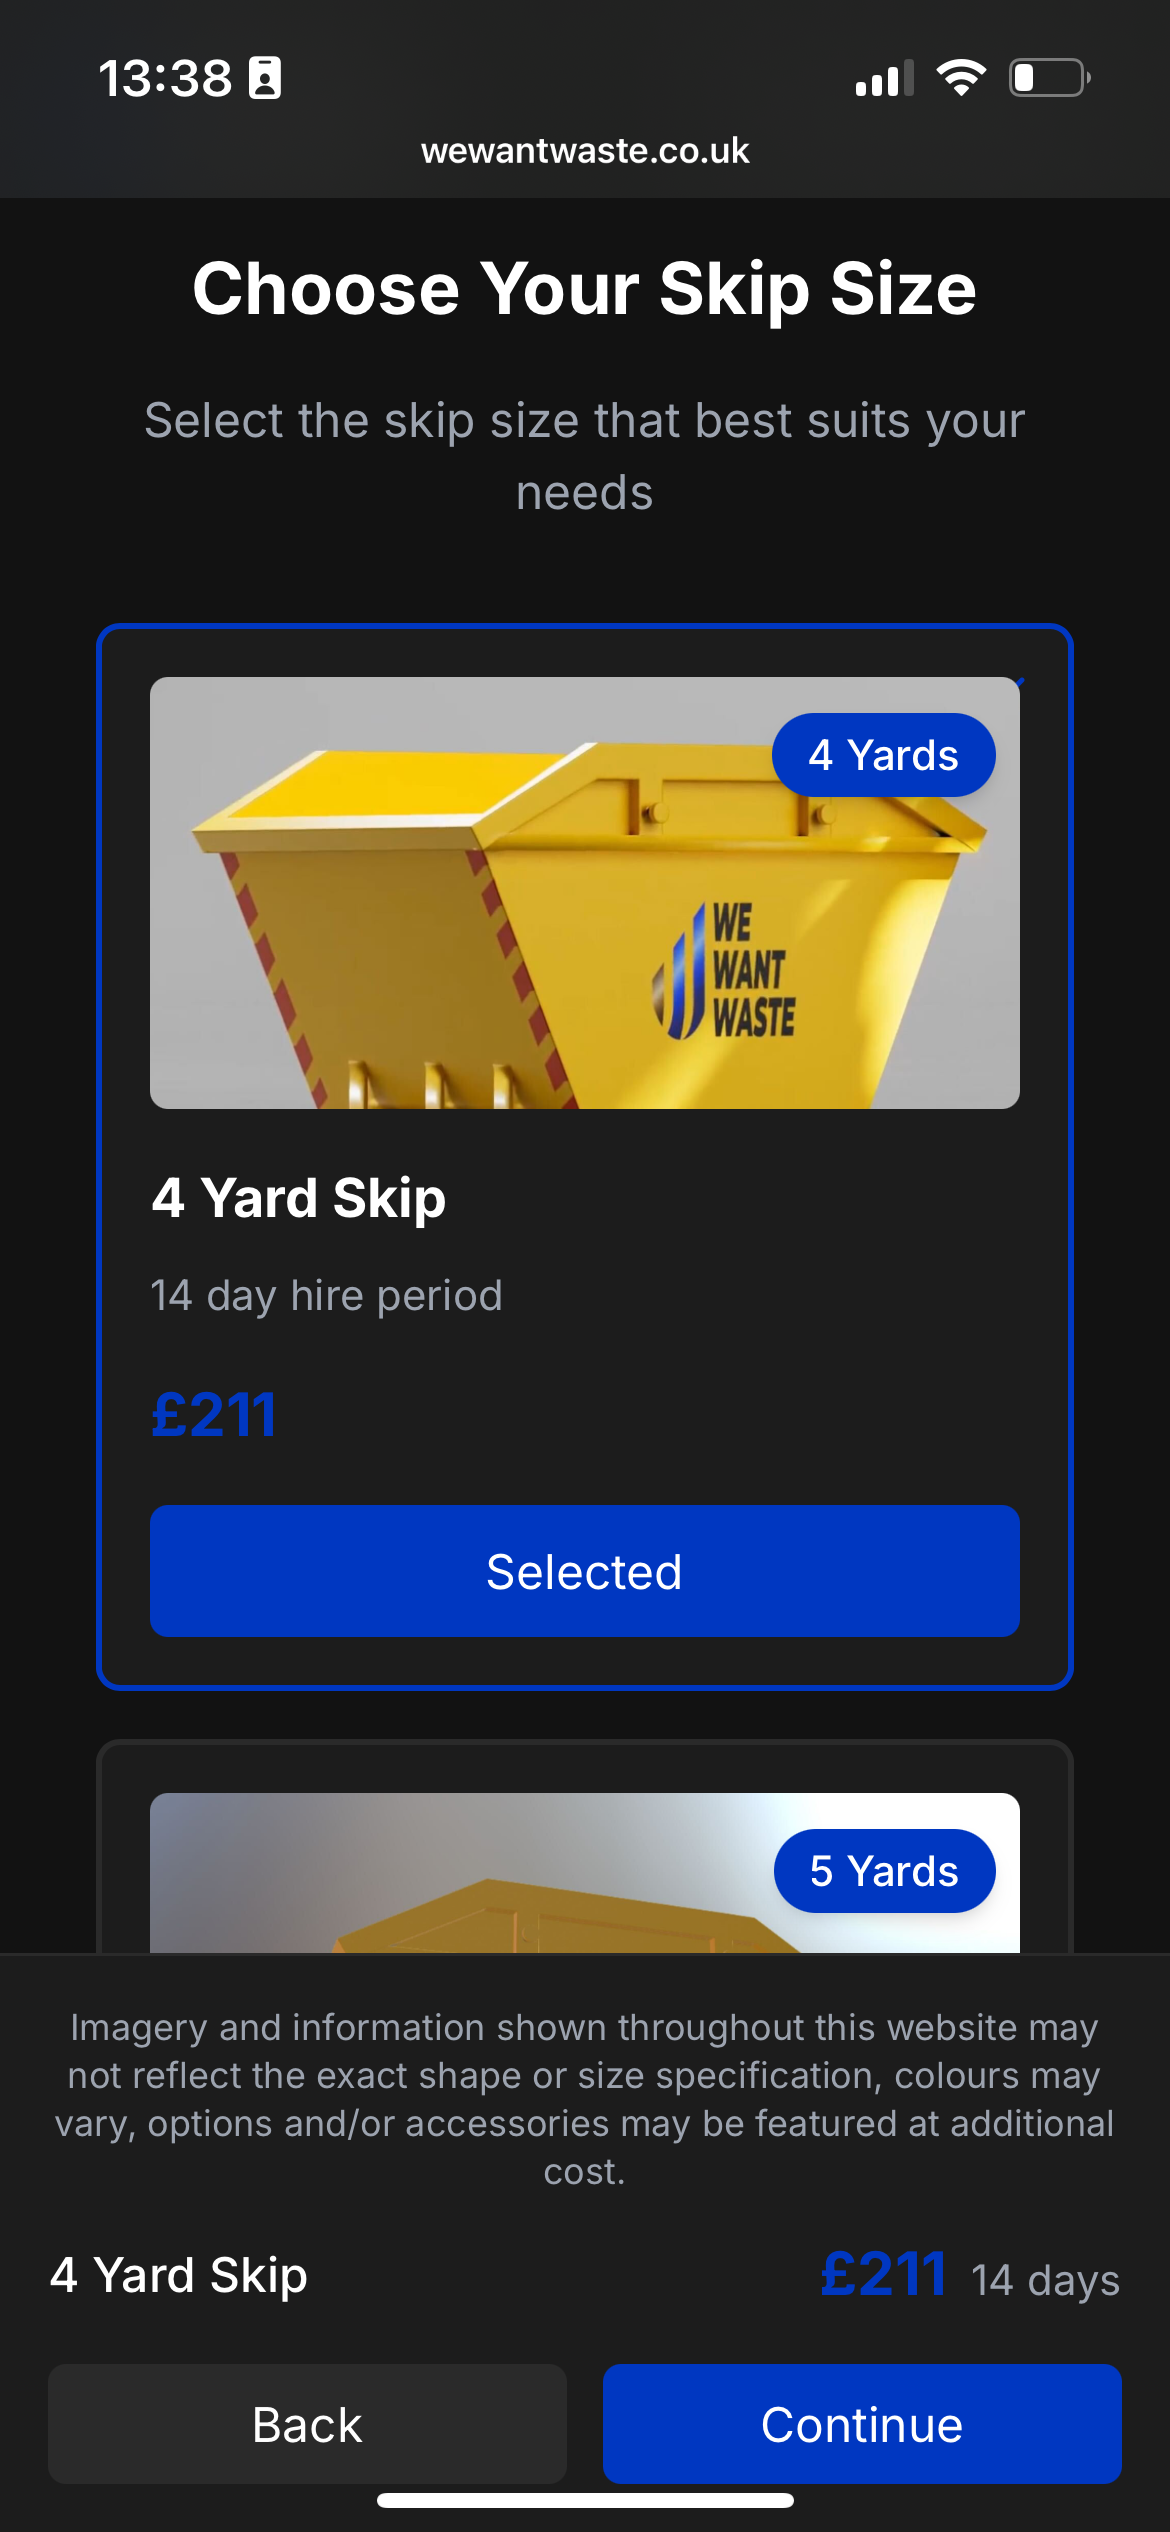 13:38
wewantwaste.co.uk
Choose Your Skip Size
Select the skip size that best suits your
needs
4 Yards
WE
WANT
WASTE
4 Yard Skip
14 day hire period
£211
Selected
5 Yards
Imagery and information shown throughout this website may
not reflect the exact shape or size specification, colours may
vary, options and/or accessories may be featured at additional
cost.
4 Yard Skip £211 14 days
Back Continue